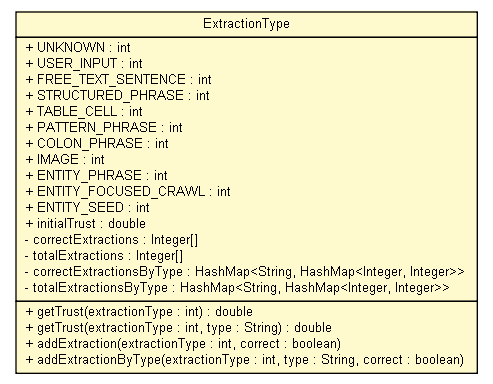 ExtractionType
+ UNKNOWN : int
+ USER_INPUT : int
+ FREE_TEXT_SENTENCE : int
+ STRUCTURED_PHRASE : int
+ TABLE_CELL : int
+ PATTERN_PHRASE : int
+ COLON_PHRASE : int
+ IMAGE : int
+ ENTITY_PHRASE : int
+ ENTITY_FOCUSED_CRAWL : int
+ ENTITY_SEED : int
+ initialTrust : double
- correctExtractions : Integer[]
- totalExtractions : Integer[]
- correctExtractionsByType : HashMap<String, HashMap<Integer, Integer>>
- totalExtractionsByType : HashMap<String, HashMap<Integer, Integer>>
+ getTrust(extractionType : int) : double
+ getTrust(extractionType : int, type : String) : double
+ addExtraction(extractionType : int, correct : boolean)
+ addExtractionByType(extractionType : int, type : String, correct : boolean)